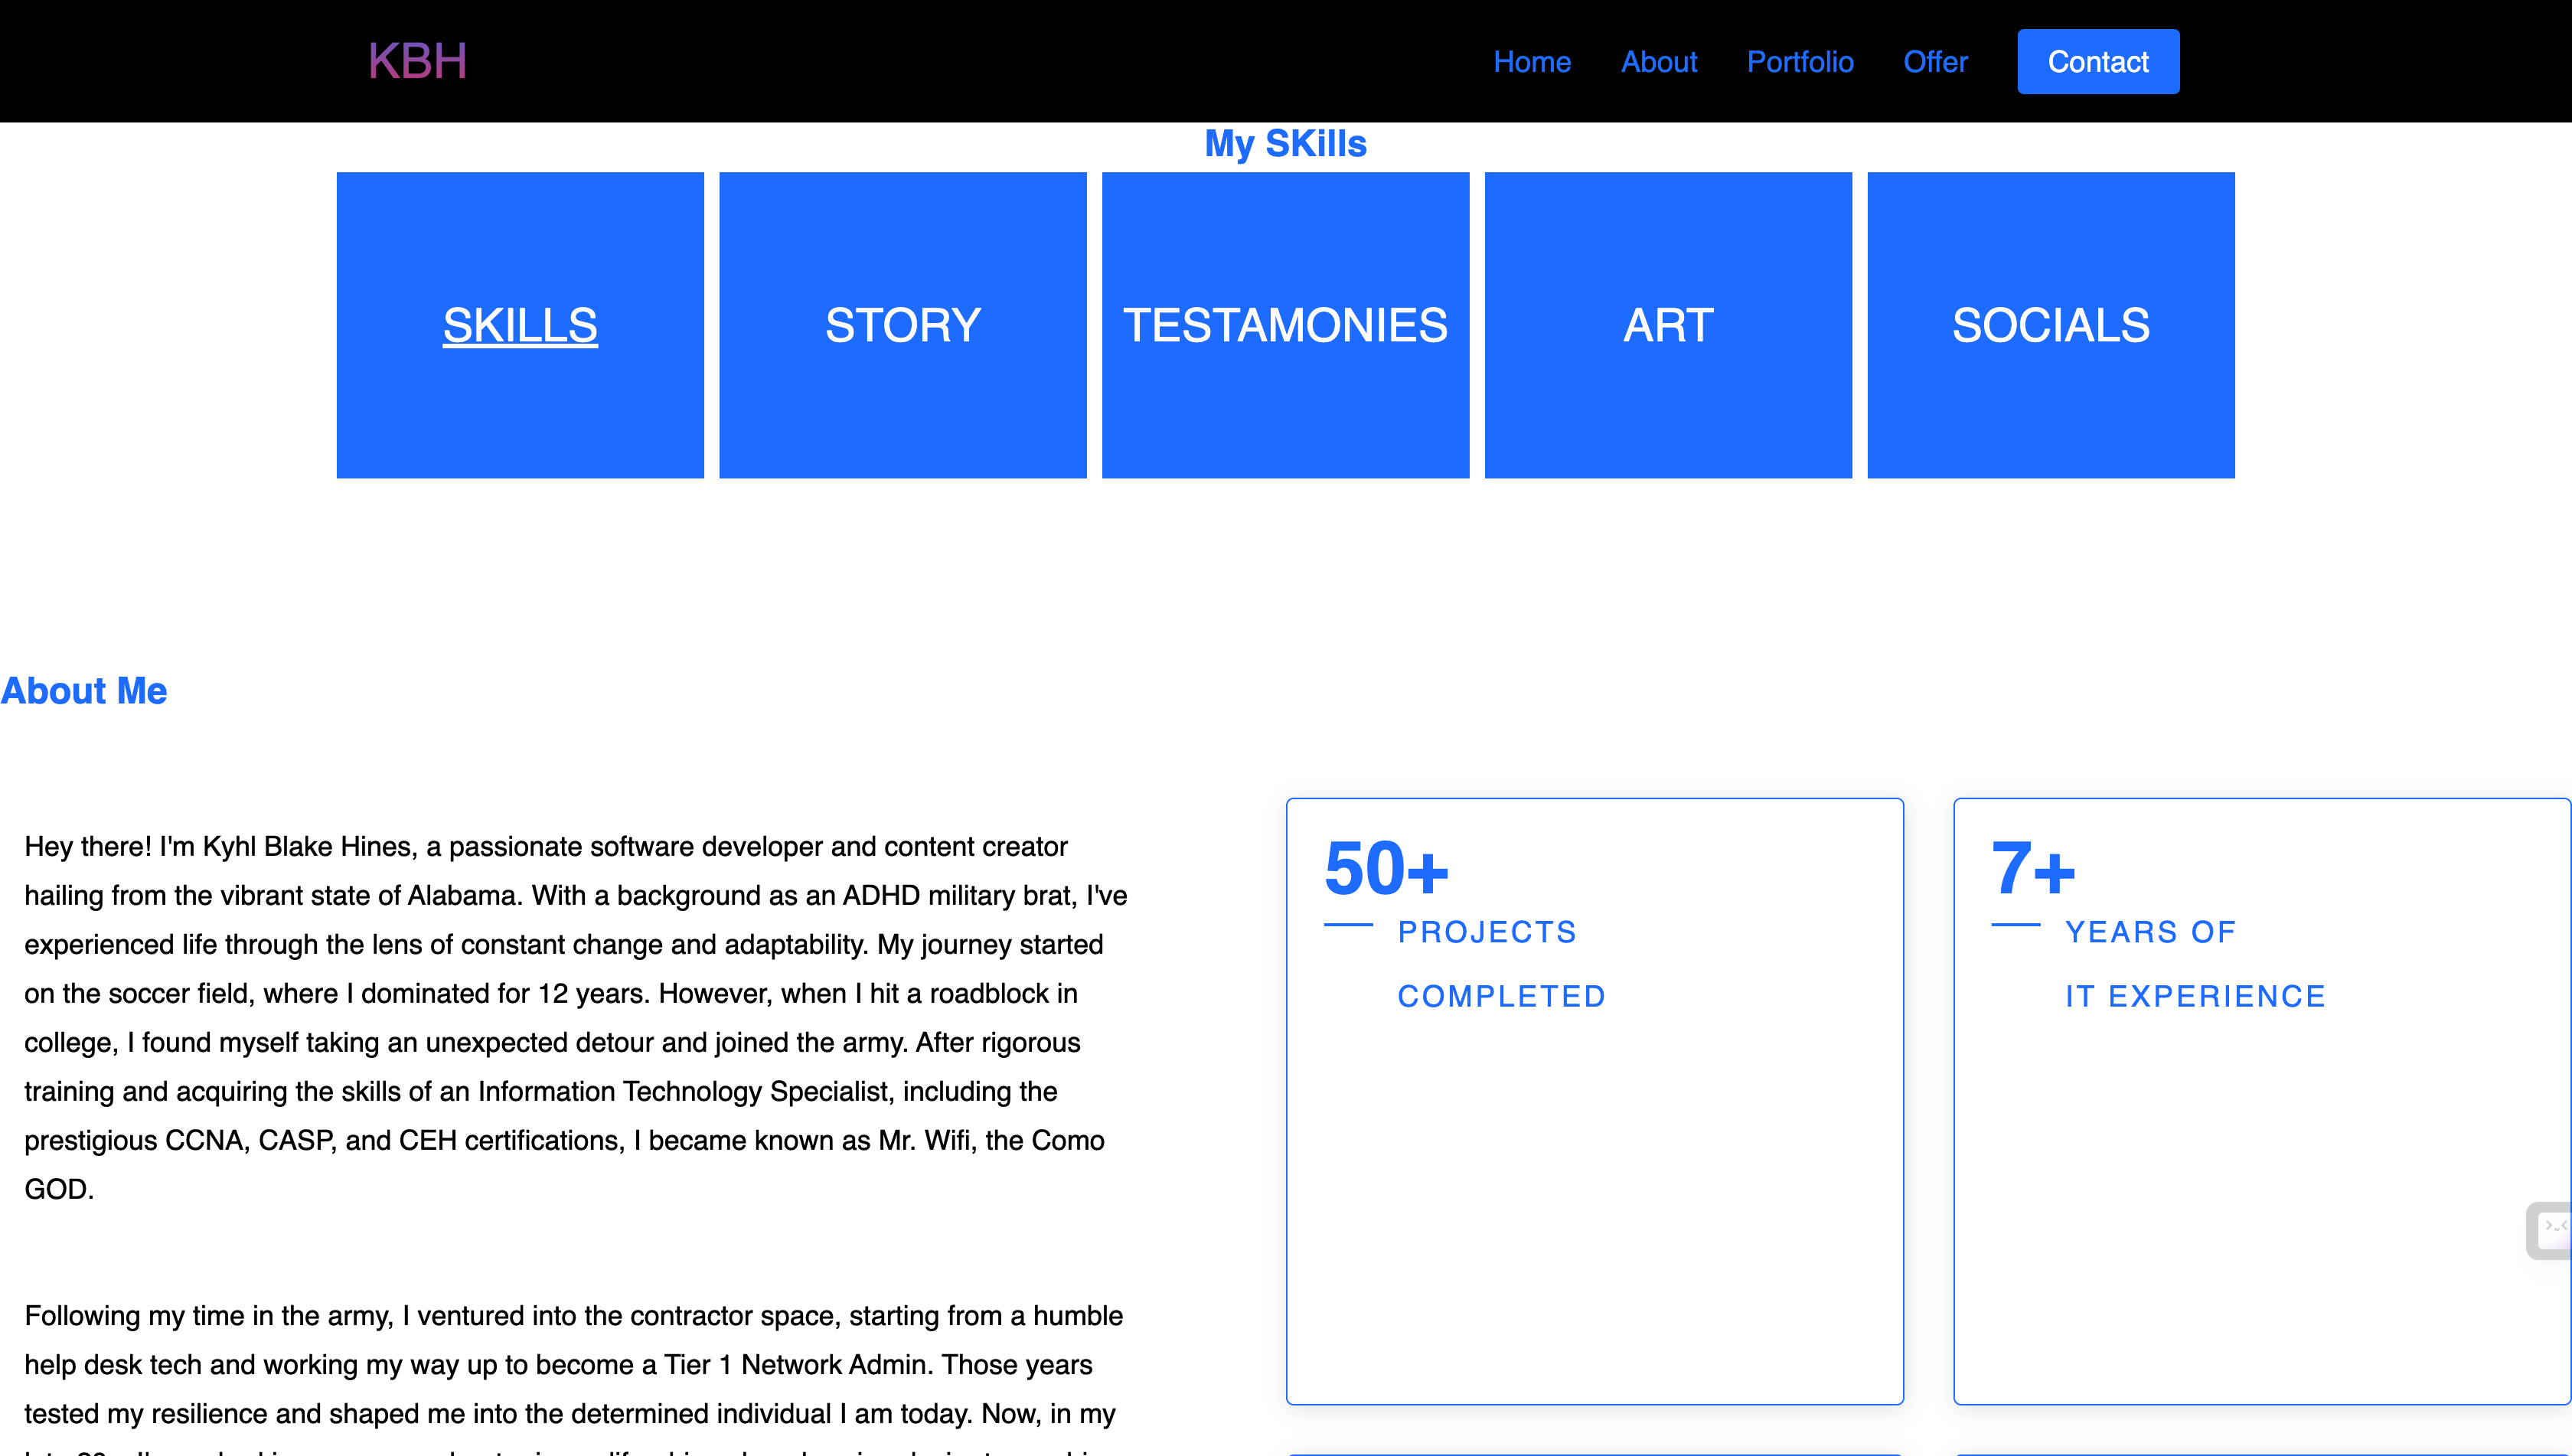 KBH
Home About Portfolio Offer Contact
My SKills
SKILLS STORY TESTAMONIES ART SOCIALS
About Me
Hey there! I'm Kyhl Blake Hines, a passionate software developer and content creator
hailing from the vibrant state of Alabama. With a background as an ADHD military brat, I've
experienced life through the lens of constant change and adaptability. My journey started
on the soccer field, where I dominated for 12 years. However, when I hit a roadblock in
college, I found myself taking an unexpected detour and joined the army. After rigorous
training and acquiring the skills of an Information Technology Specialist, including the
prestigious CCNA, CASP, and CEH certifications, I became known as Mr. Wifi, the Como
GOD.
Following my time in the army, I ventured into the contractor space, starting from a humble
help desk tech and working my way up to become a Tier 1 Network Admin. Those years
tested my resilience and shaped me into the determined individual I am today. Now, in my
50+
PROJECTS
COMPLETED
7+
YEARS OF
IT EXPERIENCE